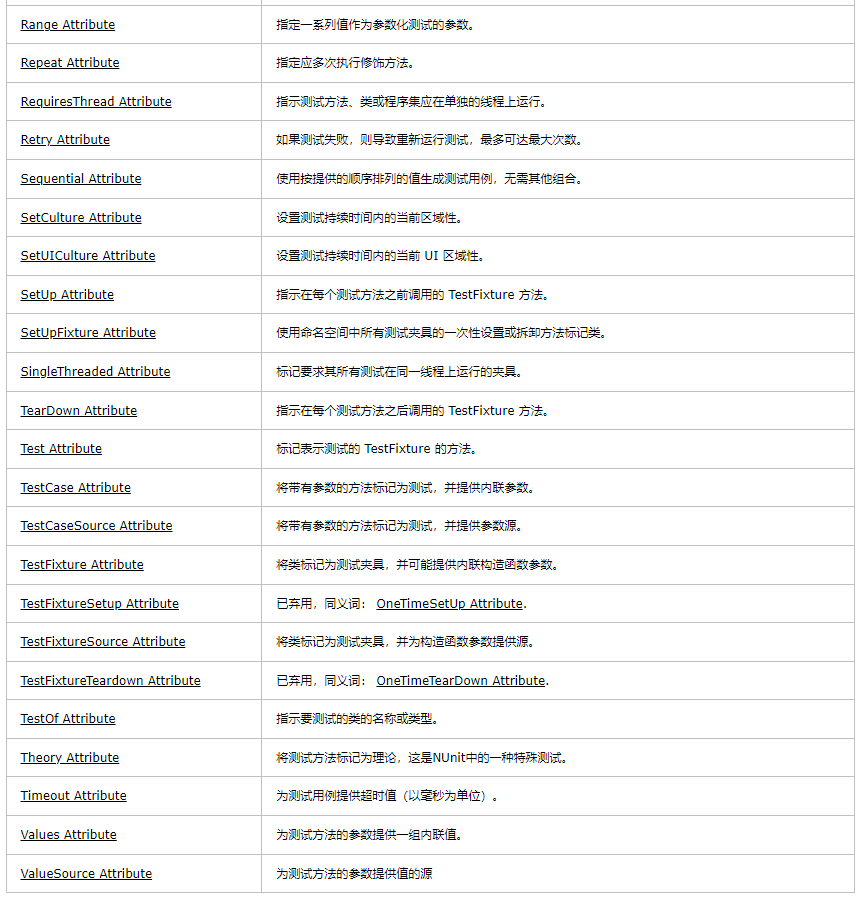 Range Attribute 指定一系列值作为参数化测试的参数。
Repeat Attribute 指定应多次执行修饰方法。
RequiresThread Attribute 指示测试方法、类或程序集应在单独的线程上运行。
Retry Attribute 如果测试失败，则导致重新运行测试，最多可达最大次数。
Sequential Attribute 使用按提供的顺序排列的值生成测试用例，无需其他组合。
SetCulture Attribute 设置测试持续时间内的当前区域性。
SetUICulture Attribute 设置测试持续时间内的当前 UI 区域性。
SetUp Attribute 指示在每个测试方法之前调用的 TestFixture 方法。
SetUpFixture Attribute 使用命名空间中所有测试夹具的一次性设置或拆卸方法标记类。
SingleThreaded Attribute 标记要求其所有测试在同一线程上运行的夹具。
TearDown Attribute 指示在每个测试方法之后调用的 TestFixture 方法。
Test Attribute 标记表示测试的 TestFixture 的方法。
TestCase Attribute 将带有参数的方法标记为测试，并提供内联参数。
TestCaseSource Attribute 将带有参数的方法标记为测试，并提供参数源。
TestFixture Attribute 将类标记为测试夹具，并可能提供内联构造函数参数。
TestFixtureSetup Attribute 已弃用，同义词： OneTimeSetUp Attribute.
TestFixtureSource Attribute 将类标记为测试夹具，并为构造函数参数提供源。
TestFixtureTeardown Attribute 已弃用，同义词： OneTimeTearDown Attribute.
TestOf Attribute 指示要测试的类的名称或类型。
Theory Attribute 将测试方法标记为理论，这是NUnit中的一种特殊测试。
Timeout Attribute 为测试用例提供超时值（以毫秒为单位）。
Values Attribute 为测试方法的参数提供一组内联值。
ValueSource Attribute 为测试方法的参数提供值的源